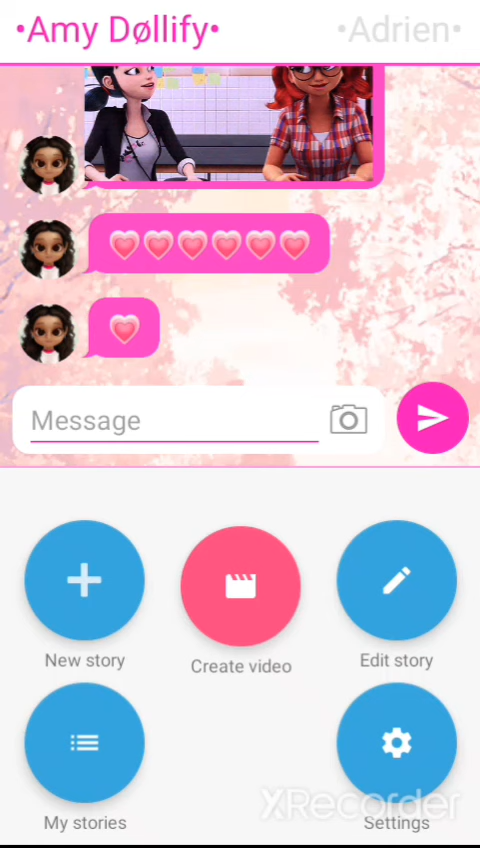 •Amy Døllify• •Adrien•
💗💗💗💗💗💗
💗
Message
New story
Create video
Edit story
My stories
Settings
XRecorder